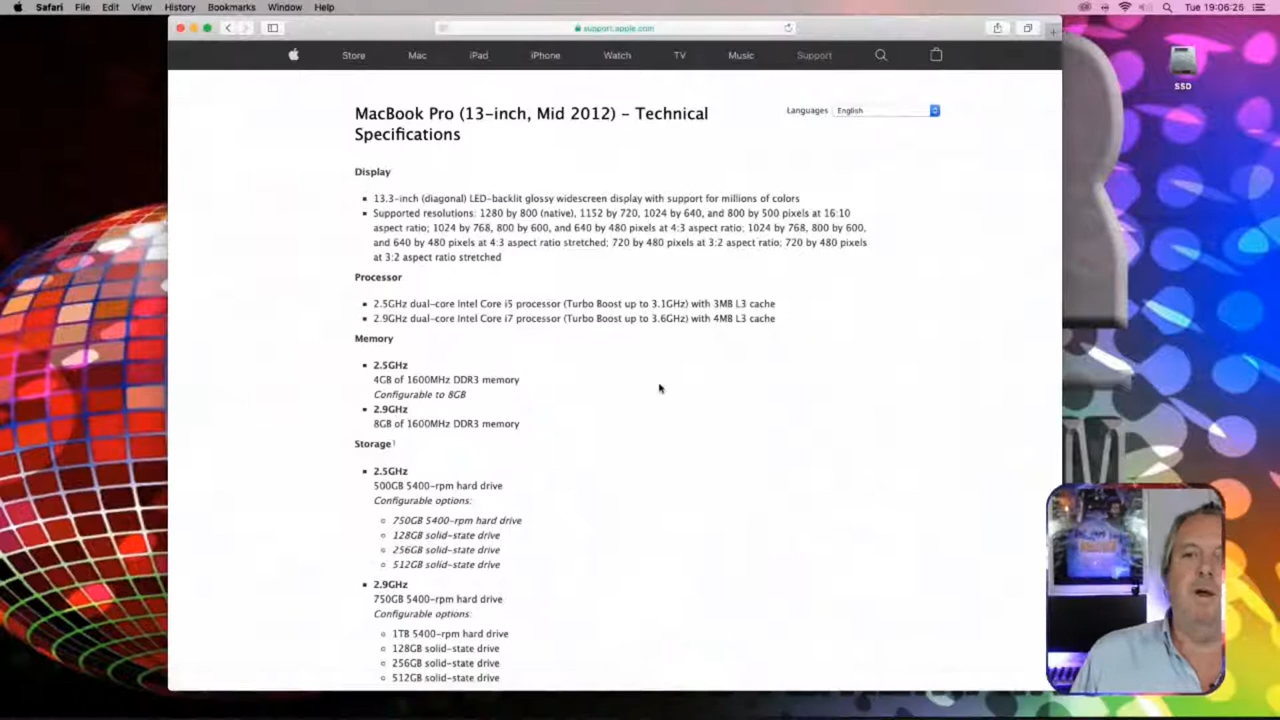 Safari File Edit View History Bookmarks Window Help
Tue 19:06:25
support.apple.com
Store Mac iPad iPhone Watch TV Music Support
SSD
MacBook Pro (13-inch, Mid 2012) - Technical
Specifications
Languages English
Display
13.3-inch (diagonal) LED-backlit glossy widescreen display with support for millions of colors
Supported resolutions: 1280 by 800 (native), 1152 by 720, 1024 by 640, and 800 by 500 pixels at 16:10
aspect ratio; 1024 by 768, 800 by 600, and 640 by 480 pixels at 4:3 aspect ratio; 1024 by 768, 800 by 600,
and 640 by 480 pixels at 4:3 aspect ratio stretched; 720 by 480 pixels at 3:2 aspect ratio; 720 by 480 pixels
at 3:2 aspect ratio stretched
Processor
2.5GHz dual-core Intel Core i5 processor (Turbo Boost up to 3.1GHz) with 3MB L3 cache
2.9GHz dual-core Intel Core i7 processor (Turbo Boost up to 3.6GHz) with 4MB L3 cache
Memory
2.5GHz
4GB of 1600MHz DDR3 memory
Configurable to 8GB
2.9GHz
8GB of 1600MHz DDR3 memory
Storage1
2.5GHz
500GB 5400-rpm hard drive
Configurable options:
750GB 5400-rpm hard drive
128GB solid-state drive
256GB solid-state drive
512GB solid-state drive
2.9GHz
750GB 5400-rpm hard drive
Configurable options:
1TB 5400-rpm hard drive
128GB solid-state drive
256GB solid-state drive
512GB solid-state drive